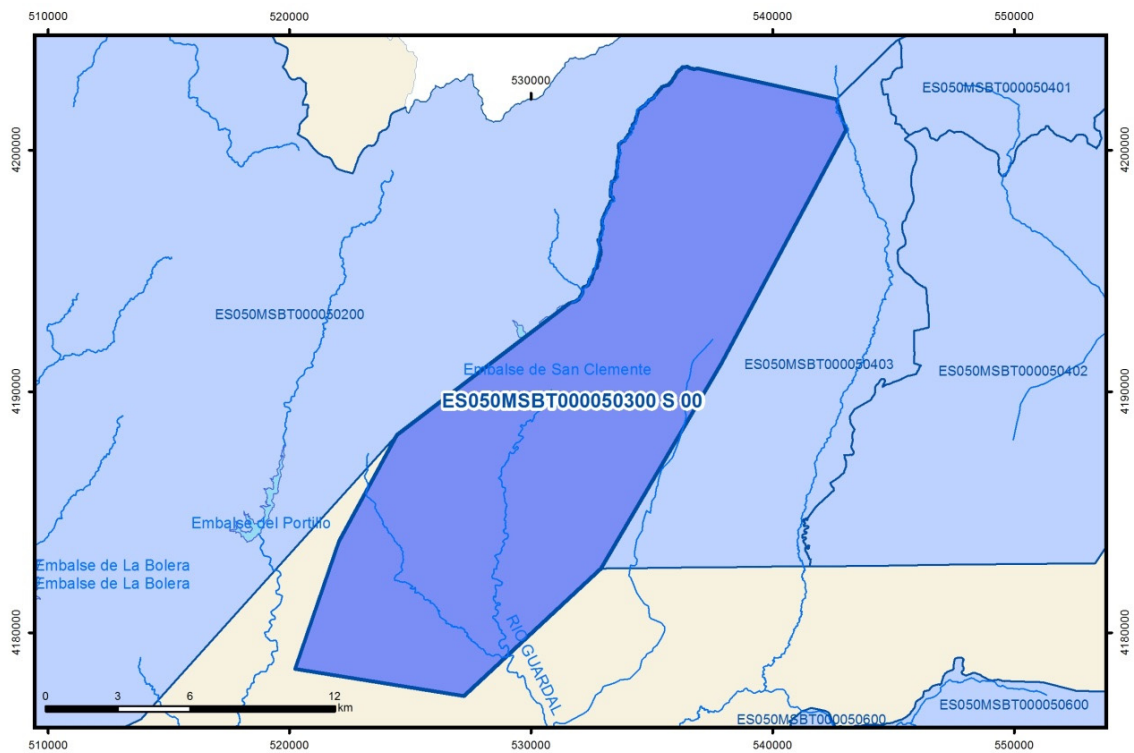 510000
520000
540000
550000
530000
ES050MSBT000050401
4200000
4200000
ES050MSBT000050200
Embalse de San Clemente
ES050MSBT000050403
ES050MSBT000050402
4190000
4190000
ES050MSBT000050300 S 00
Embalse del Portillo
Embalse de La Bolera
Embalse de La Bolera
4180000
4180000
RIO GUARDAL
0
3
6
12
km
ES050MSBT000050600
ES050MSBT000050600
510000
520000
530000
540000
550000